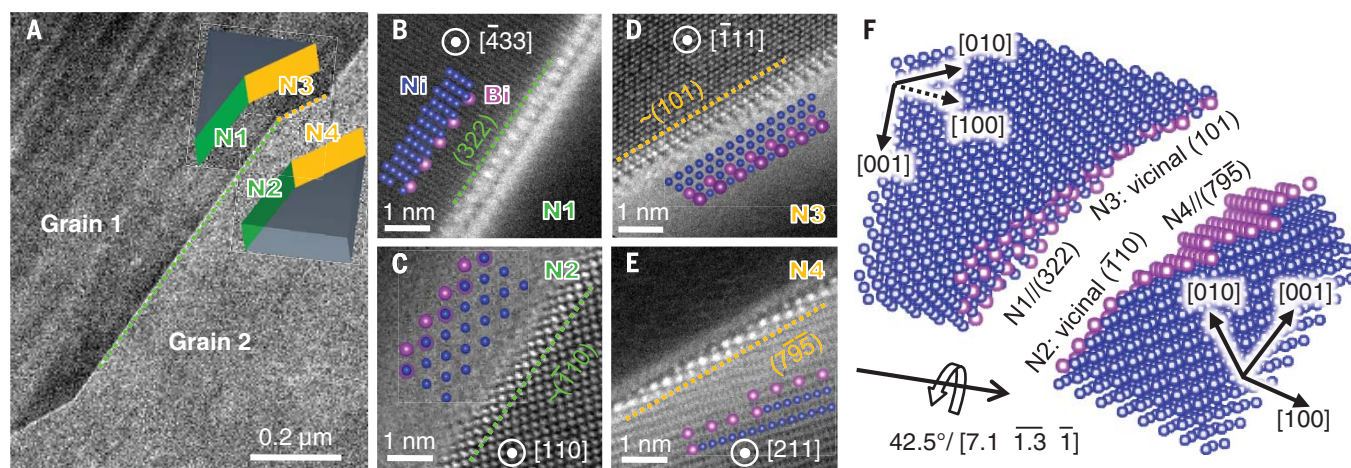 A
N3
N1
N4
N2
Grain 1
Grain 2
0.2 µm
B
[4̅33]
Ni
Bi
(322)
1 nm
N1
C
N2
~(1̅10)
1 nm
[110]
D
[1̅11]
~(101)
1 nm
N3
E
N4
(79̅5̅)
1 nm
[211]
F
[010]
[100]
[001]
N3: vicinal (101)
N1//(322)
N4//(79̅5̅)
N2: vicinal (1̅10)
[010]
[001]
[100]
42.5°/ [7.1 1̅.̅3̅ 1̅]